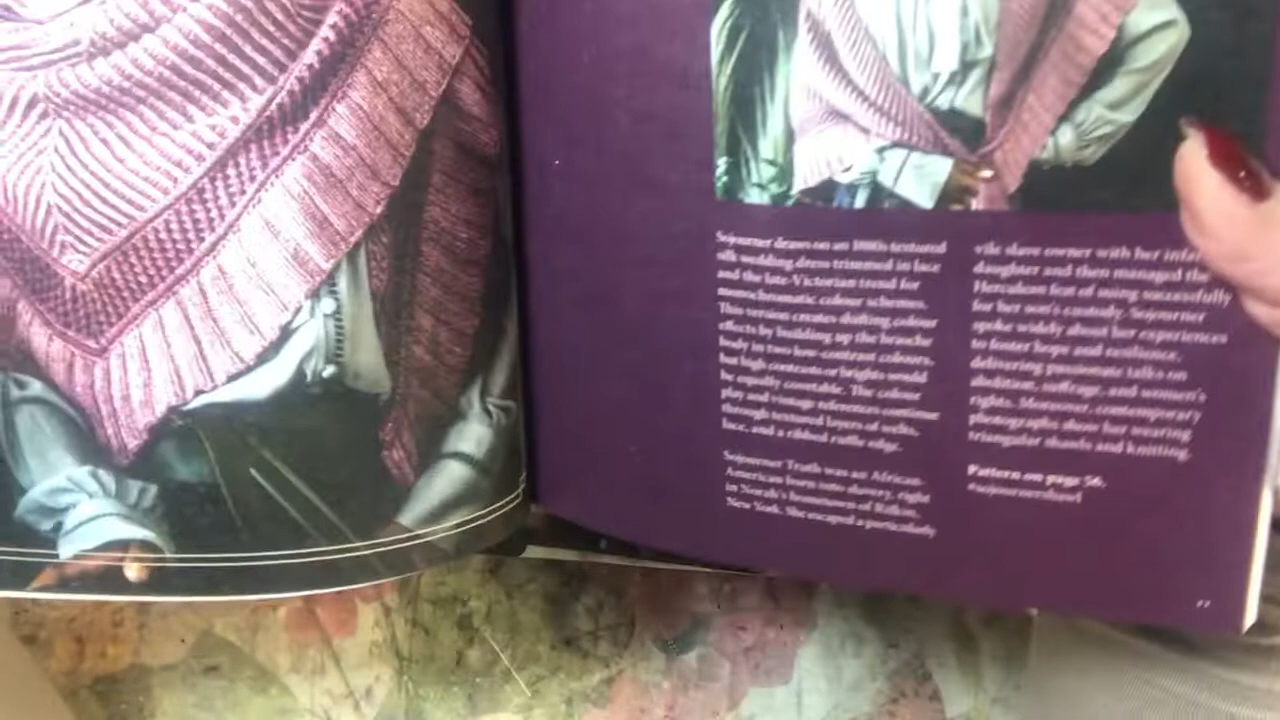 Sojourner draws on an 1880s textured
silk wedding dress trimmed in lace
and the late-Victorian trend for
monochromatic colour schemes.
This version creates shifting colour
effects by building up the brioche
body in two low-contrast colours,
but high contrasts or brights would
be equally covetable. The colour
play and vintage references continue
through textured layers of welts,
lace, and a ribbed ruffle edge.
Sojourner Truth was an African-
American born into slavery, right
in Norah's hometown of Rifton,
New York. She escaped a particularly
vile slave owner with her infant
daughter and then managed the
Herculean feat of suing successfully
for her son's custody. Sojourner
spoke widely about her experiences
to foster hope and resilience,
delivering passionate talks on
abolition, suffrage, and women's
rights. Moreover, contemporary
photographs show her wearing
triangular shawls and knitting.
Pattern on page 56.
#sojournershawl